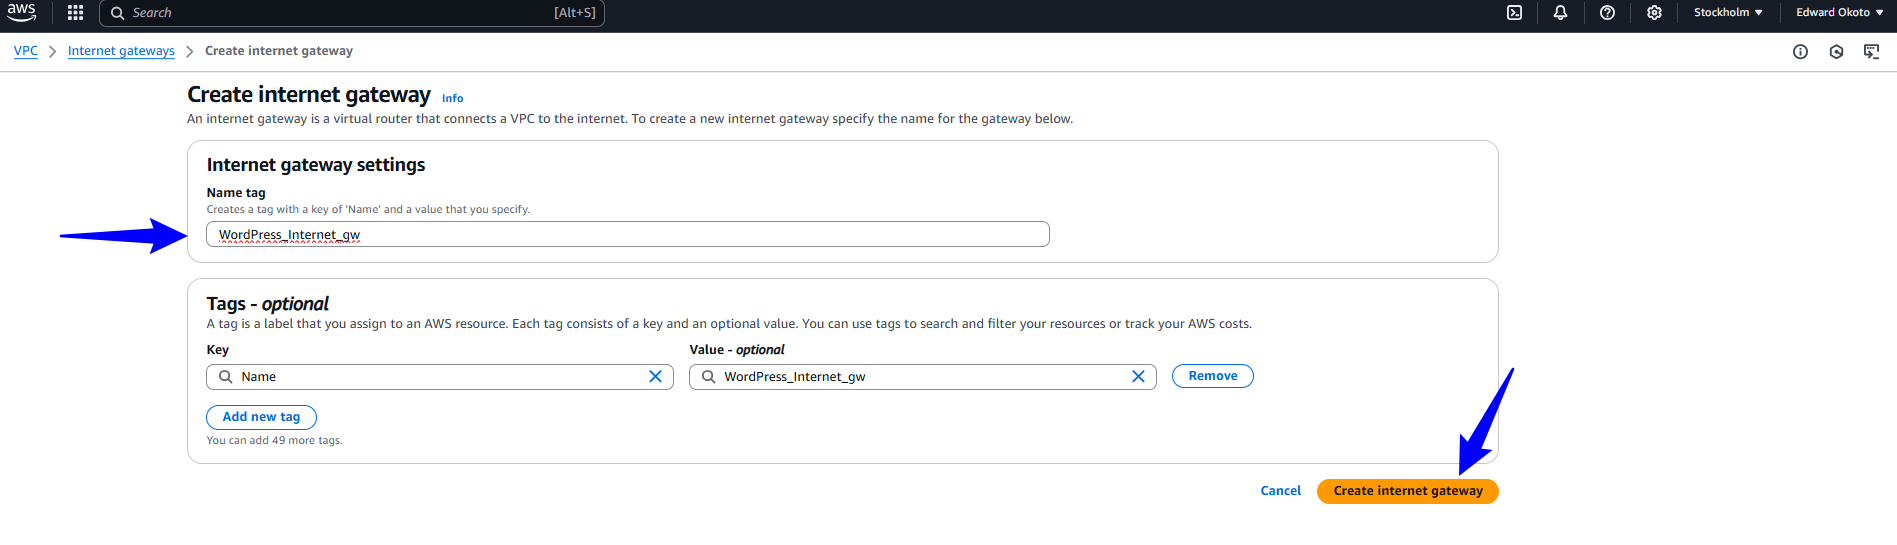 aws
Search [Alt+S] Stockholm Edward Okoto
VPC Internet gateways Create internet gateway
Create internet gateway Info
An internet gateway is a virtual router that connects a VPC to the internet. To create a new internet gateway specify the name for the gateway below.
Internet gateway settings
Name tag
Creates a tag with a key of 'Name' and a value that you specify.
WordPress_Internet_gw
Tags - optional
A tag is a label that you assign to an AWS resource. Each tag consists of a key and an optional value. You can use tags to search and filter your resources or track your AWS costs.
Key Value - optional
Name WordPress_Internet_gw Remove
Add new tag
You can add 49 more tags.
Cancel Create internet gateway